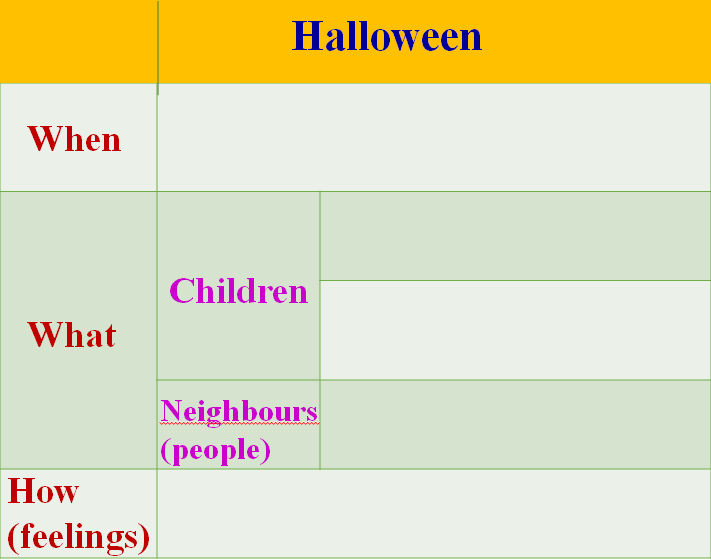 Halloween
When
What
Children
Neighbours
(people)
How
(feelings)